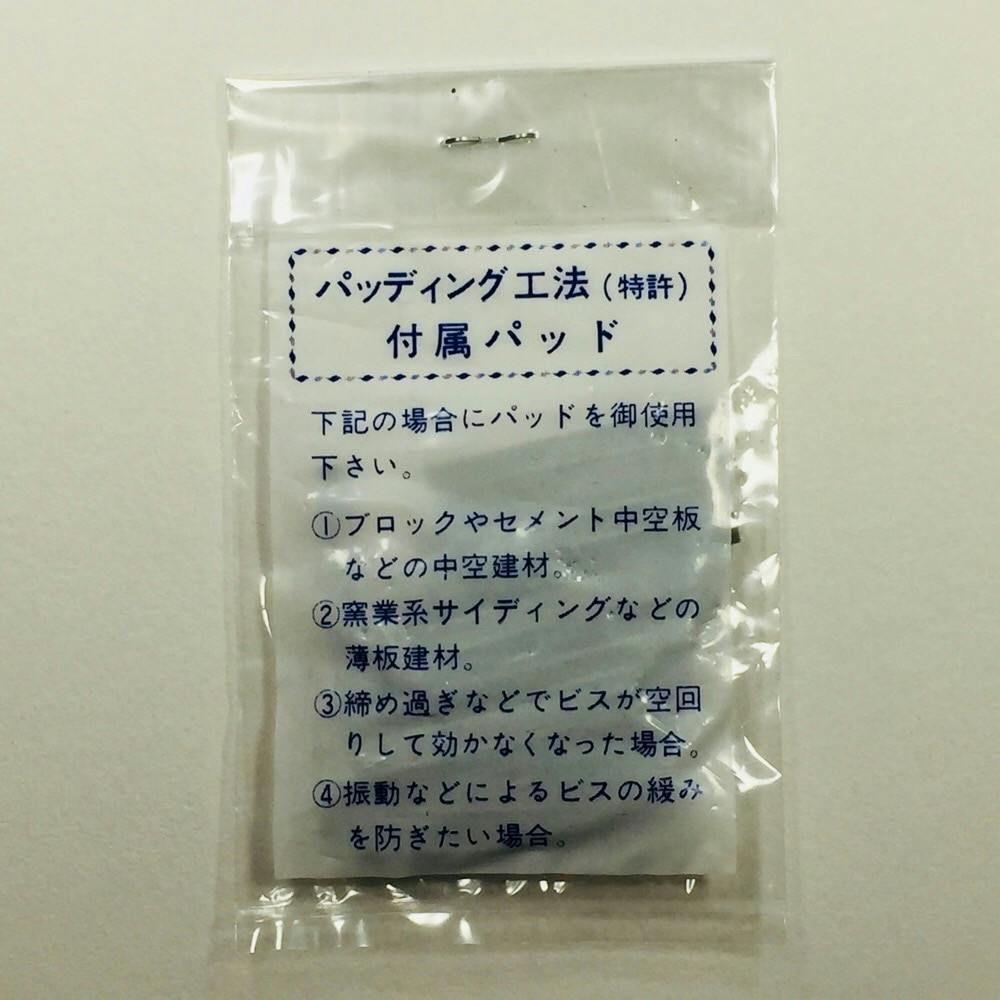 パッディング工法(特許)
付属パッド
下記の場合にパッドを御使用
下さい。
①ブロックやセメント中空板
などの中空建材。
②窯業系サイディングなどの
薄板建材。
③締め過ぎなどでビスが空回
りして効かなくなった場合。
④振動などによるビスの緩み
を防ぎたい場合。